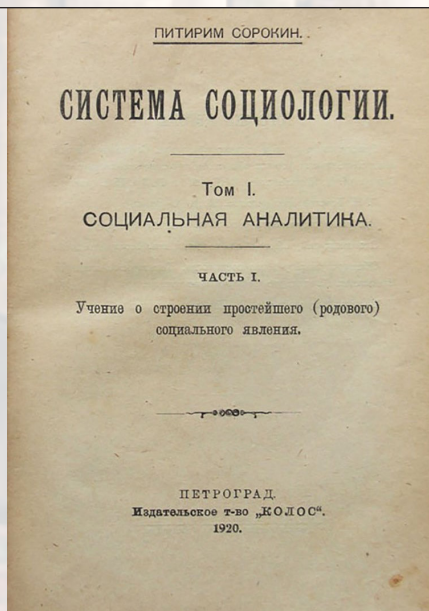 ПИТИРИМ СОРОКИН.
СИСТЕМА СОЦИОЛОГИИ.
Том I.
СОЦИАЛЬНАЯ АНАЛИТИКА.
ЧАСТЬ I.
Учение о строении простейшего (родового)
социального явления.
ПЕТРОГРАД.
Издательское т-во „КОЛОС“.
1920.